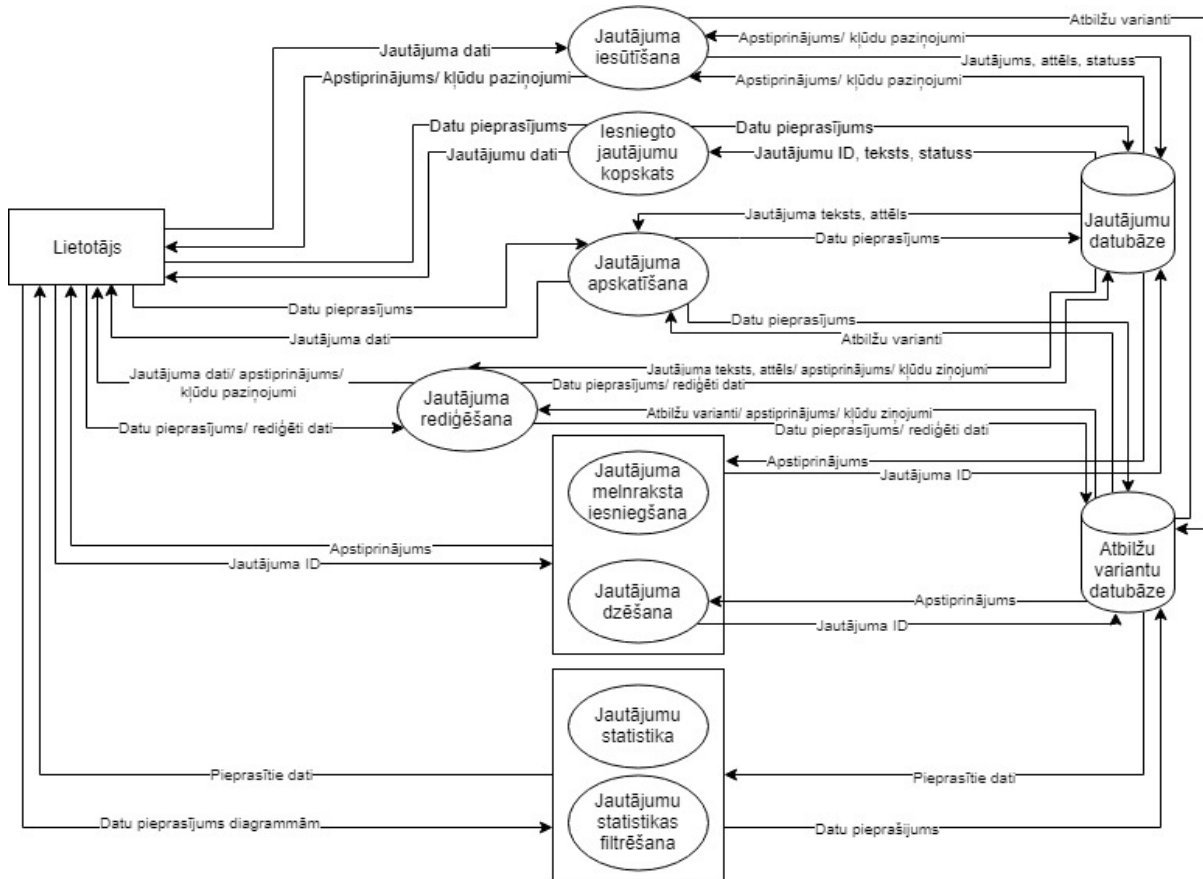 Atbilžu varianti
Jautājuma
iesūtīšana
Apstiprinājums/ kļūdu paziņojumi
Jautājuma dati
Jautājums, attēls, statuss
Apstiprinājums/ kļūdu paziņojumi
Apstiprinājums/ kļūdu paziņojumi
Iesniegto
jautājumu
kopskats
Datu pieprasījums
Datu pieprasījums
Jautājumu dati
Jautājumu ID, teksts, statuss
Jautājumu
datubāze
Jautājuma teksts, attēls
Lietotājs
Datu pieprasījums
Jautājuma
apskatīšana
Datu pieprasījums
Datu pieprasījums
Jautājuma dati
Atbilžu varianti
Jautājuma dati/ apstiprinājums/
kļūdu paziņojumi
Jautājuma teksts, attēls/ apstiprinājums/ kļūdu ziņojumi
Datu pieprasījums/ rediģēti dati
Jautājuma
rediģēšana
Atbilžu varianti/ apstiprinājums/ kļūdu ziņojumi
Datu pieprasījums/ rediģēti dati
Datu pieprasījums/ rediģēti dati
Apstiprinājums
Jautājuma ID
Jautājuma
melnraksta
iesniegšana
Apstiprinājums
Jautājuma ID
Atbilžu
variantu
datubāze
Jautājuma
dzēšana
Apstiprinājums
Jautājuma ID
Jautājumu
statistika
Pieprasītie dati
Pieprasītie dati
Jautājumu
statistikas
filtrēšana
Datu pieprasījums diagrammām
Datu pieprašijums